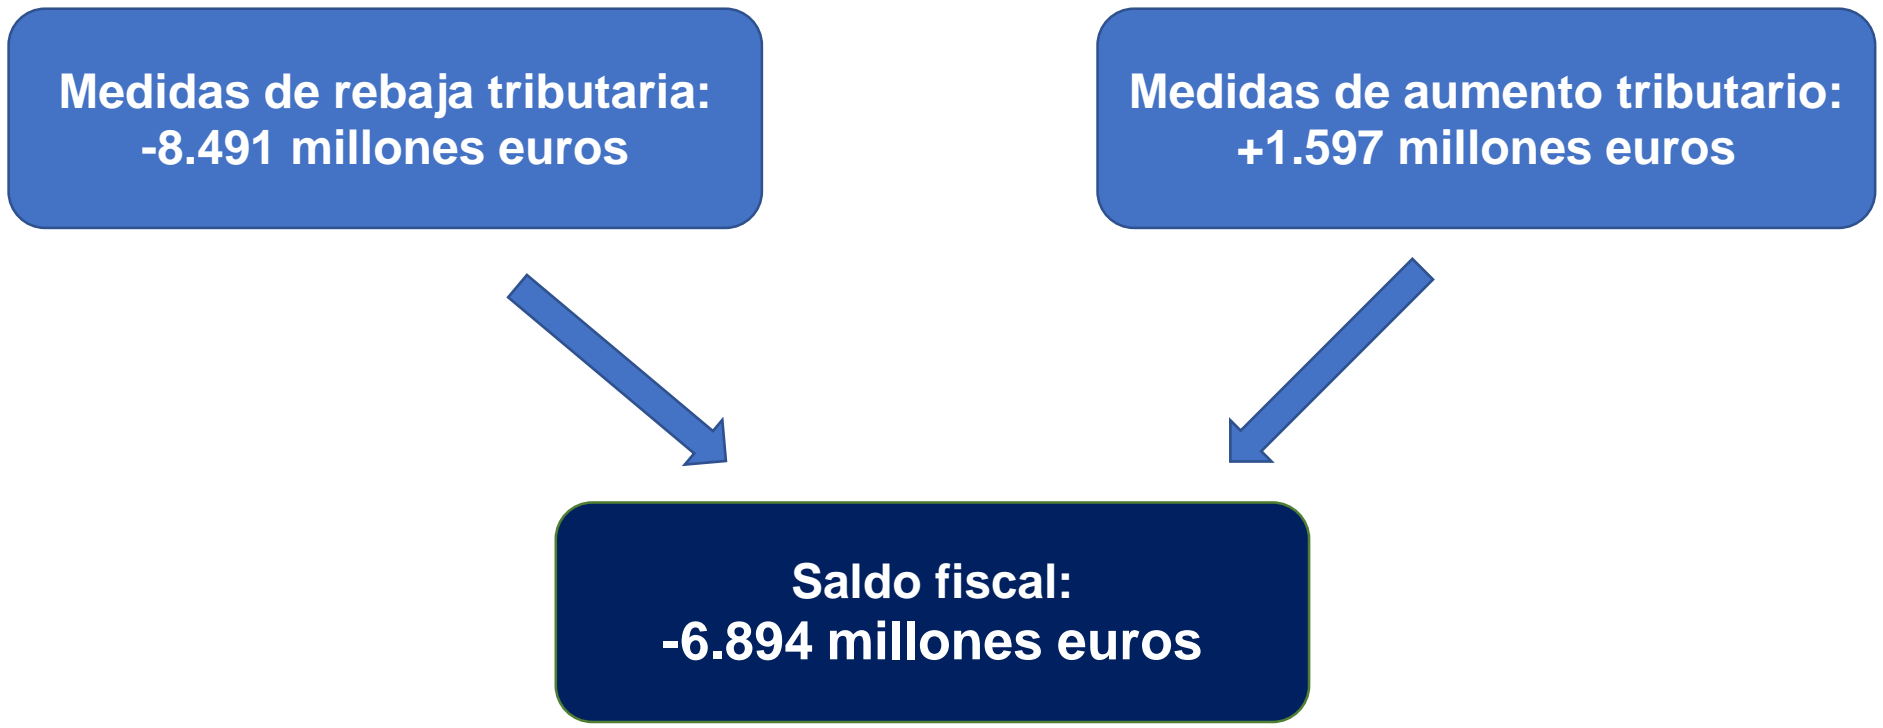 Medidas de rebaja tributaria:
-8.491 millones euros
Medidas de aumento tributario:
+1.597 millones euros
Saldo fiscal:
-6.894 millones euros